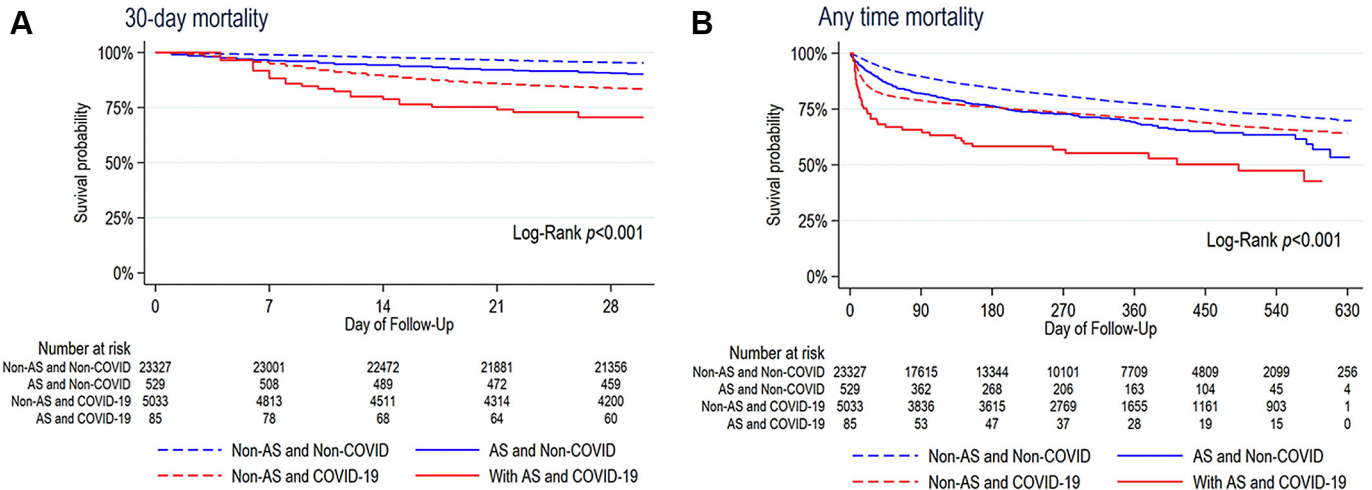 A
30-day mortality
100%
75%
50%
25%
0%
Suvival probability
Log-Rank p<0.001
0 7 14 21 28
Day of Follow-Up
Number at risk
Non-AS and Non-COVID 23327 23001 22472 21881 21356
AS and Non-COVID 529 508 489 472 459
Non-AS and COVID-19 5033 4813 4511 4314 4200
AS and COVID-19 85 78 68 64 60
Non-AS and Non-COVID AS and Non-COVID
Non-AS and COVID-19 With AS and COVID-19
B
Any time mortality
100%
75%
50%
25%
0%
Suvival probability
Log-Rank p<0.001
0 90 180 270 360 450 540 630
Day of Follow-Up
Number at risk
Non-AS and Non-COVID 23327 17615 13344 10101 7709 4809 2099 256
AS and Non-COVID 529 362 268 206 163 104 45 4
Non-AS and COVID-19 5033 3836 3615 2769 1655 1161 903 1
AS and COVID-19 85 53 47 37 28 19 15 0
Non-AS and Non-COVID AS and Non-COVID
Non-AS and COVID-19 With AS and COVID-19